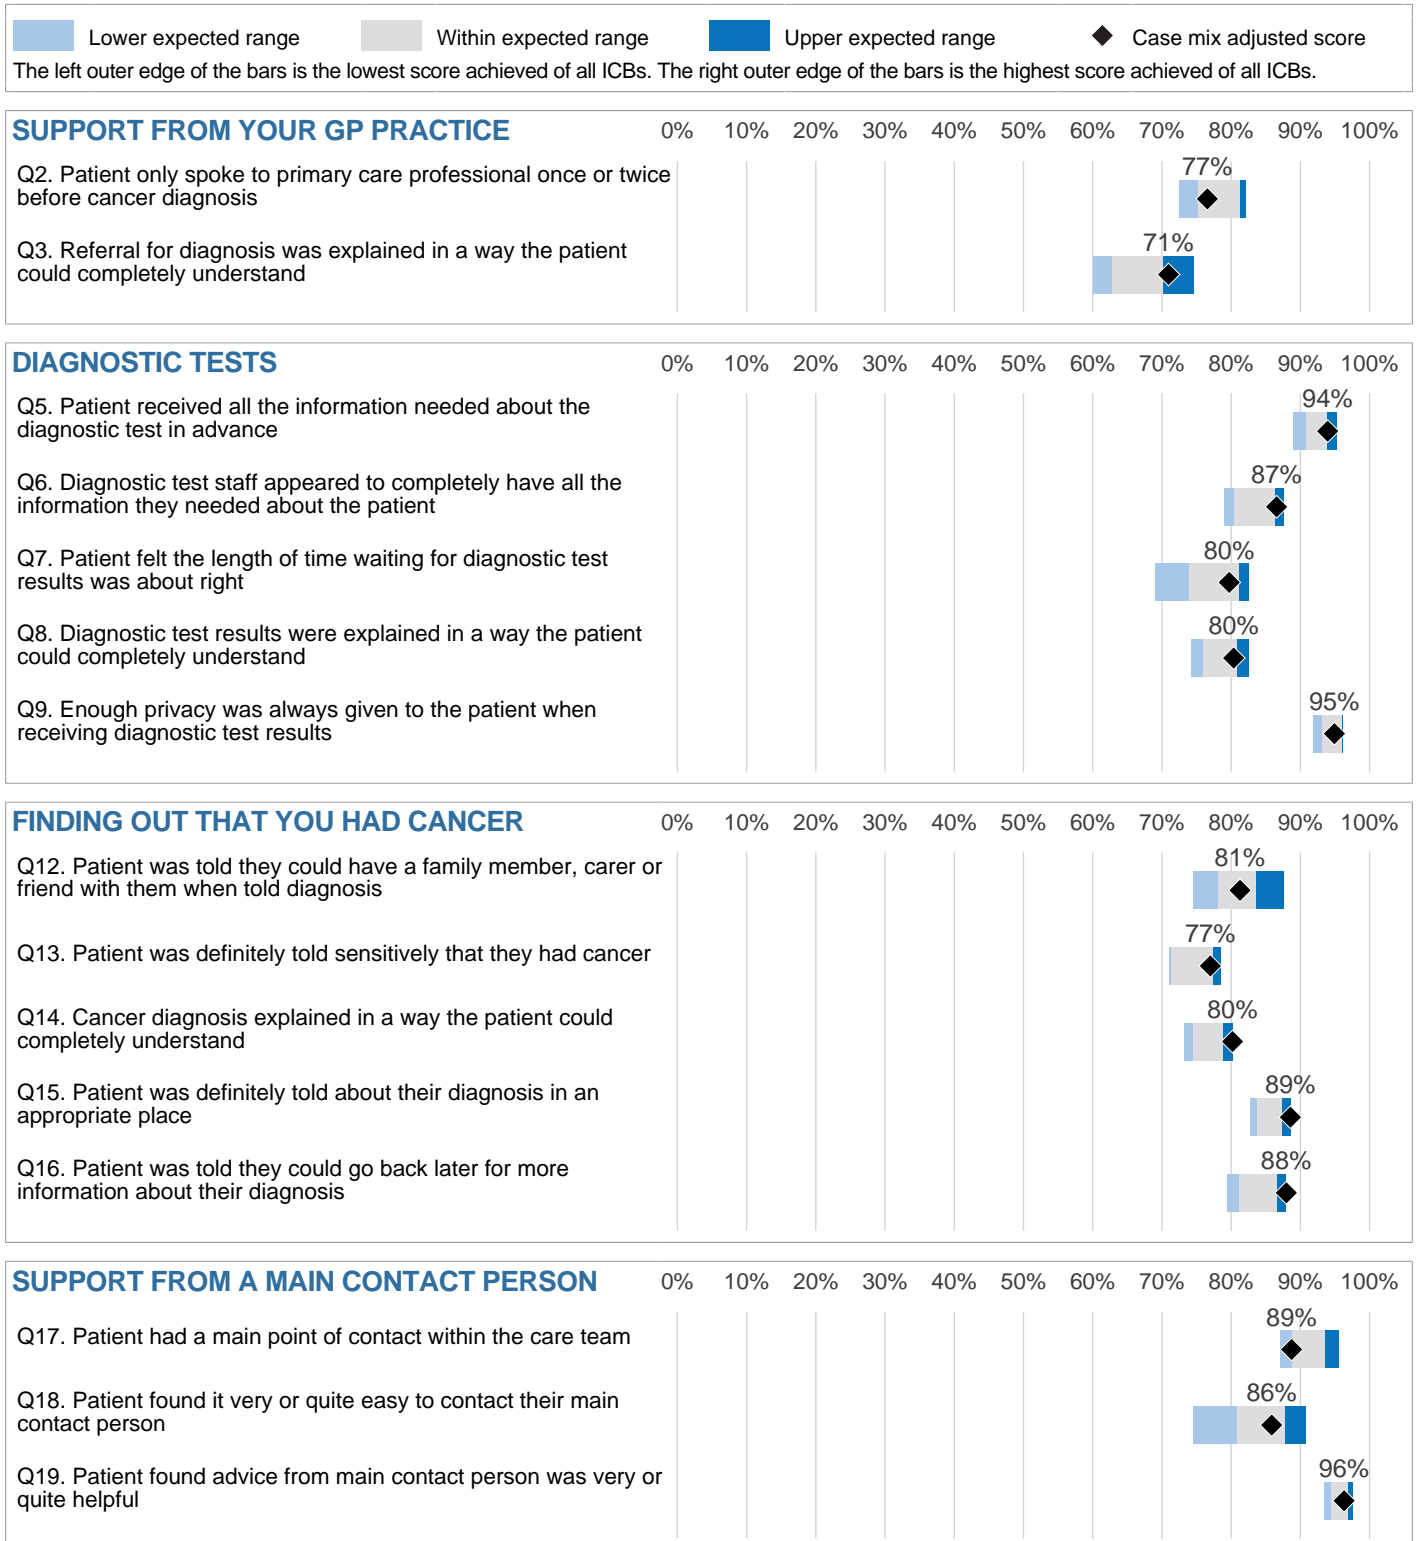 Lower expected range Within expected range Upper expected range Case mix adjusted score
The left outer edge of the bars is the lowest score achieved of all ICBs. The right outer edge of the bars is the highest score achieved of all ICBs.
SUPPORT FROM YOUR GP PRACTICE 0% 10% 20% 30% 40% 50% 60% 70% 80% 90% 100%
77%
Q2. Patient only spoke to primary care professional once or twice
before cancer diagnosis
71%
Q3. Referral for diagnosis was explained in a way the patient
could completely understand
DIAGNOSTIC TESTS 0% 10% 20% 30% 40% 50% 60% 70% 80% 90% 100%
94%
Q5. Patient received all the information needed about the
diagnostic test in advance
87%
Q6. Diagnostic test staff appeared to completely have all the
information they needed about the patient
80%
Q7. Patient felt the length of time waiting for diagnostic test
results was about right
80%
Q8. Diagnostic test results were explained in a way the patient
could completely understand
95%
Q9. Enough privacy was always given to the patient when
receiving diagnostic test results
FINDING OUT THAT YOU HAD CANCER 0% 10% 20% 30% 40% 50% 60% 70% 80% 90% 100%
81%
Q12. Patient was told they could have a family member, carer or
friend with them when told diagnosis
77%
Q13. Patient was definitely told sensitively that they had cancer
80%
Q14. Cancer diagnosis explained in a way the patient could
completely understand
89%
Q15. Patient was definitely told about their diagnosis in an
appropriate place
88%
Q16. Patient was told they could go back later for more
information about their diagnosis
SUPPORT FROM A MAIN CONTACT PERSON 0% 10% 20% 30% 40% 50% 60% 70% 80% 90% 100%
89%
Q17. Patient had a main point of contact within the care team
86%
Q18. Patient found it very or quite easy to contact their main
contact person
96%
Q19. Patient found advice from main contact person was very or
quite helpful